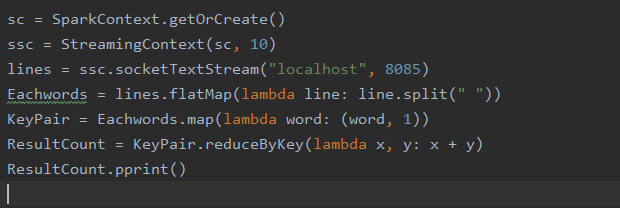 sc = SparkContext.getOrCreate()
ssc = StreamingContext(sc, 10)
lines = ssc.socketTextStream("localhost", 8085)
Eachwords = lines.flatMap(lambda line: line.split(" "))
KeyPair = Eachwords.map(lambda word: (word, 1))
ResultCount = KeyPair.reduceByKey(lambda x, y: x + y)
ResultCount.pprint()